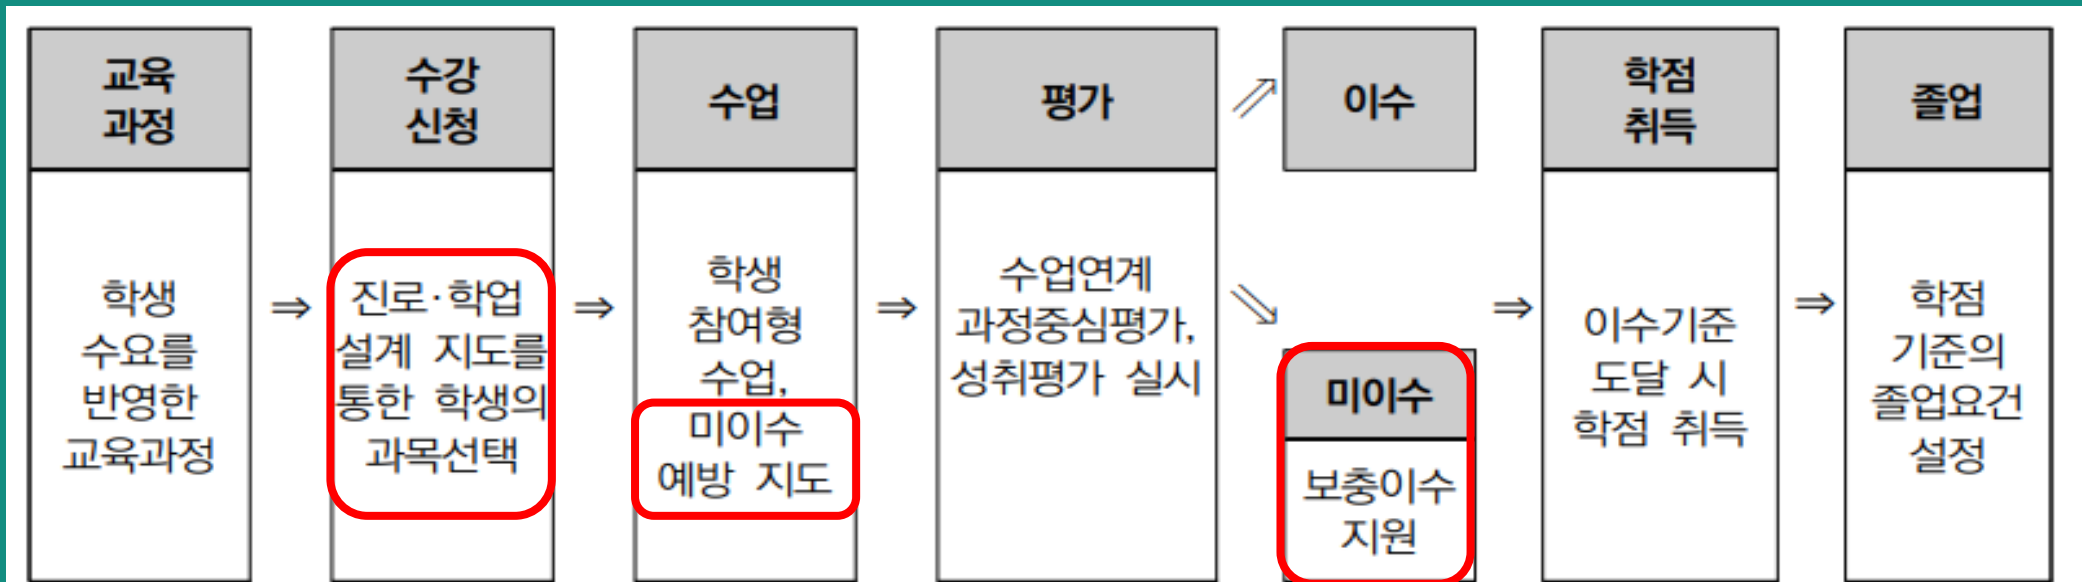 교육
과정
학생
수요를
반영한
교육과정
⇒
수강
신청
진로·학업
설계 지도를
통한 학생의
과목선택
⇒
수업
학생
참여형
수업,
미이수
예방 지도
⇒
평가
수업연계
과정중심평가,
성취평가 실시
⇗
이수
⇘
미이수
보충이수
지원
⇒
학점
취득
이수기준
도달 시
학점 취득
⇒
졸업
학점
기준의
졸업요건
설정